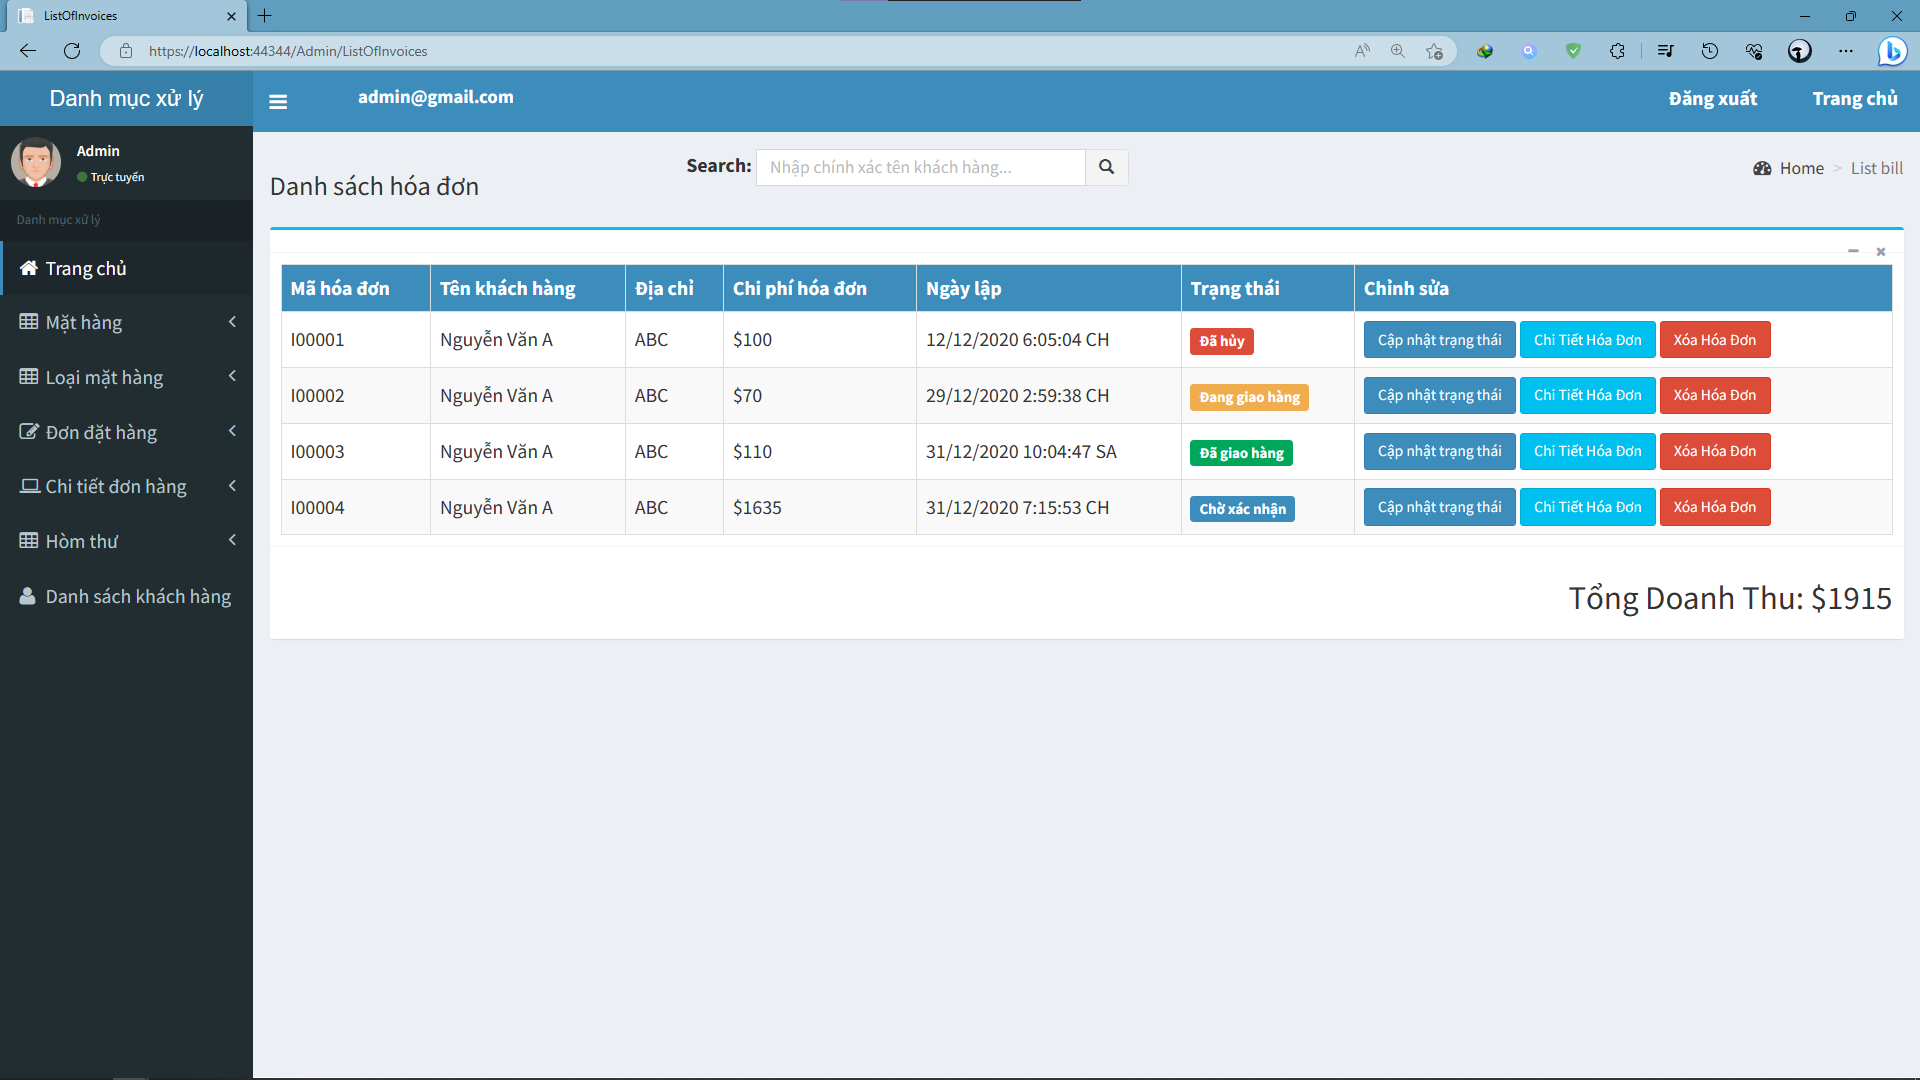 ListOfInvoices
https://localhost:44344/Admin/ListOfInvoices
Danh mục xử lý
admin@gmail.com
Đăng xuất
Trang chủ
Admin
Trực tuyến
Danh mục xử lý
Trang chủ
Mặt hàng
Loại mặt hàng
Đơn đặt hàng
Chi tiết đơn hàng
Hòm thư
Danh sách khách hàng
Danh sách hóa đơn
Search: Nhập chính xác tên khách hàng...
Home > List bill
Mã hóa đơn Tên khách hàng Địa chỉ Chi phí hóa đơn Ngày lập Trạng thái Chỉnh sửa
I00001 Nguyễn Văn A ABC $100 12/12/2020 6:05:04 CH Đã hủy Cập nhật trạng thái Chi Tiết Hóa Đơn Xóa Hóa Đơn
I00002 Nguyễn Văn A ABC $70 29/12/2020 2:59:38 CH Đang giao hàng Cập nhật trạng thái Chi Tiết Hóa Đơn Xóa Hóa Đơn
I00003 Nguyễn Văn A ABC $110 31/12/2020 10:04:47 SA Đã giao hàng Cập nhật trạng thái Chi Tiết Hóa Đơn Xóa Hóa Đơn
I00004 Nguyễn Văn A ABC $1635 31/12/2020 7:15:53 CH Chờ xác nhận Cập nhật trạng thái Chi Tiết Hóa Đơn Xóa Hóa Đơn
Tổng Doanh Thu: $1915